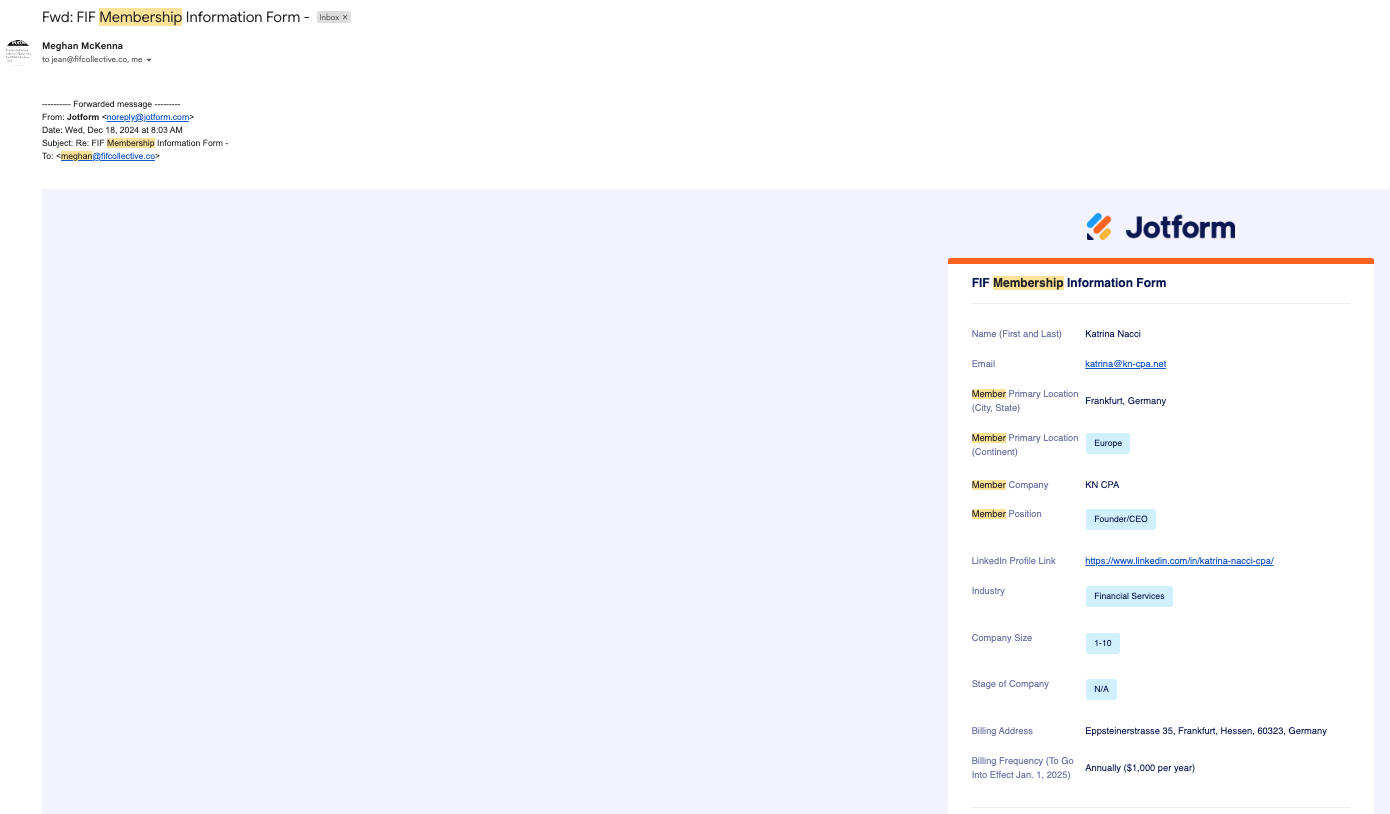 Fwd: FIF Membership Information Form - Inbox ×
Meghan McKenna
to jean@fifcollective.co, me
---------- Forwarded message ---------
From: Jotform <noreply@jotform.com>
Date: Wed, Dec 18, 2024 at 8:03 AM
Subject: Re: FIF Membership Information Form -
To: <meghan@fifcollective.co>
Jotform
FIF Membership Information Form
Name (First and Last) Katrina Nacci
Email katrina@kn-cpa.net
Member Primary Location
(City, State) Frankfurt, Germany
Member Primary Location
(Continent) Europe
Member Company KN CPA
Member Position Founder/CEO
LinkedIn Profile Link https://www.linkedin.com/in/katrina-nacci-cpa/
Industry Financial Services
Company Size 1-10
Stage of Company N/A
Billing Address Eppsteinerstrasse 35, Frankfurt, Hessen, 60323, Germany
Billing Frequency (To Go
Into Effect Jan. 1, 2025) Annually ($1,000 per year)